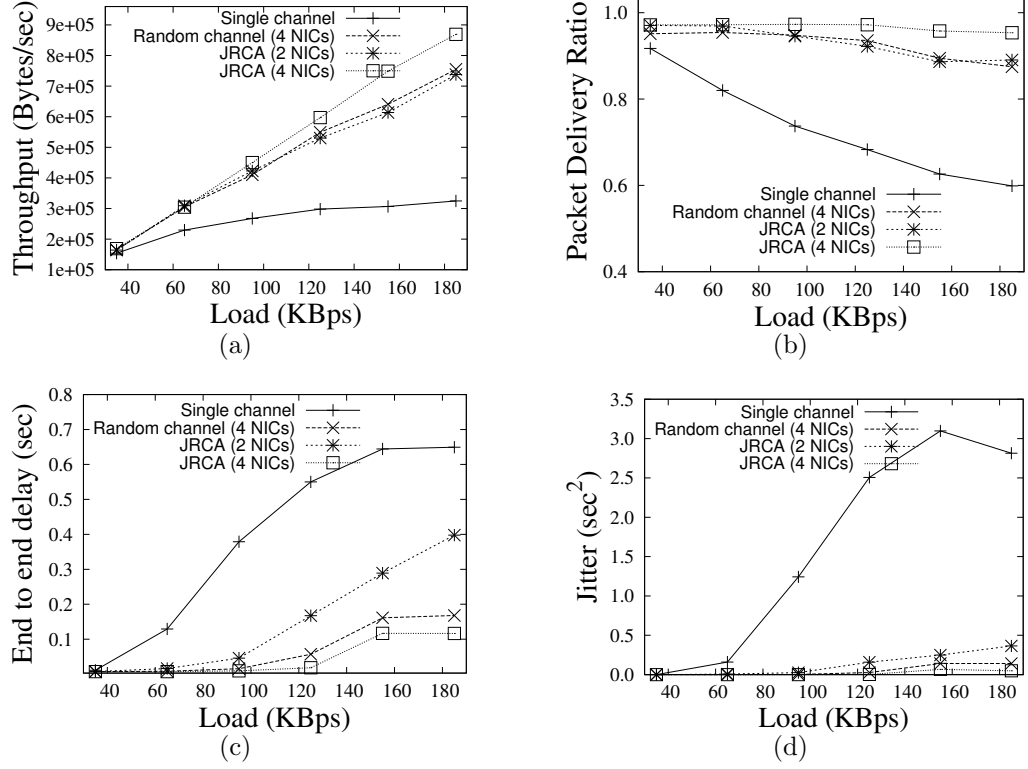 Throughput (Bytes/sec)
9e+05
8e+05
7e+05
6e+05
5e+05
4e+05
3e+05
2e+05
1e+05
Single channel
Random channel (4 NICs)
JRCA (2 NICs)
JRCA (4 NICs)
40 60 80 100 120 140 160 180
Load (KBps)
(a)
Packet Delivery Ratio
1.0
0.8
0.6
0.4
Single channel
Random channel (4 NICs)
JRCA (2 NICs)
JRCA (4 NICs)
40 60 80 100 120 140 160 180
Load (KBps)
(b)
End to end delay (sec)
0.8
0.7
0.6
0.5
0.4
0.3
0.2
0.1
Single channel
Random channel (4 NICs)
JRCA (2 NICs)
JRCA (4 NICs)
40 60 80 100 120 140 160 180
Load (KBps)
(c)
Jitter (sec²)
3.5
3.0
2.5
2.0
1.5
1.0
0.5
0.0
Single channel
Random channel (4 NICs)
JRCA (2 NICs)
JRCA (4 NICs)
40 60 80 100 120 140 160 180
Load (KBps)
(d)